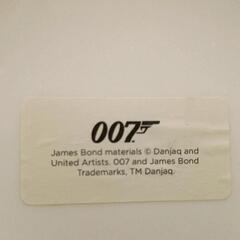 007
James Bond materials © Danjaq and
United Artists. 007 and James Bond
Trademarks, TM Danjaq.